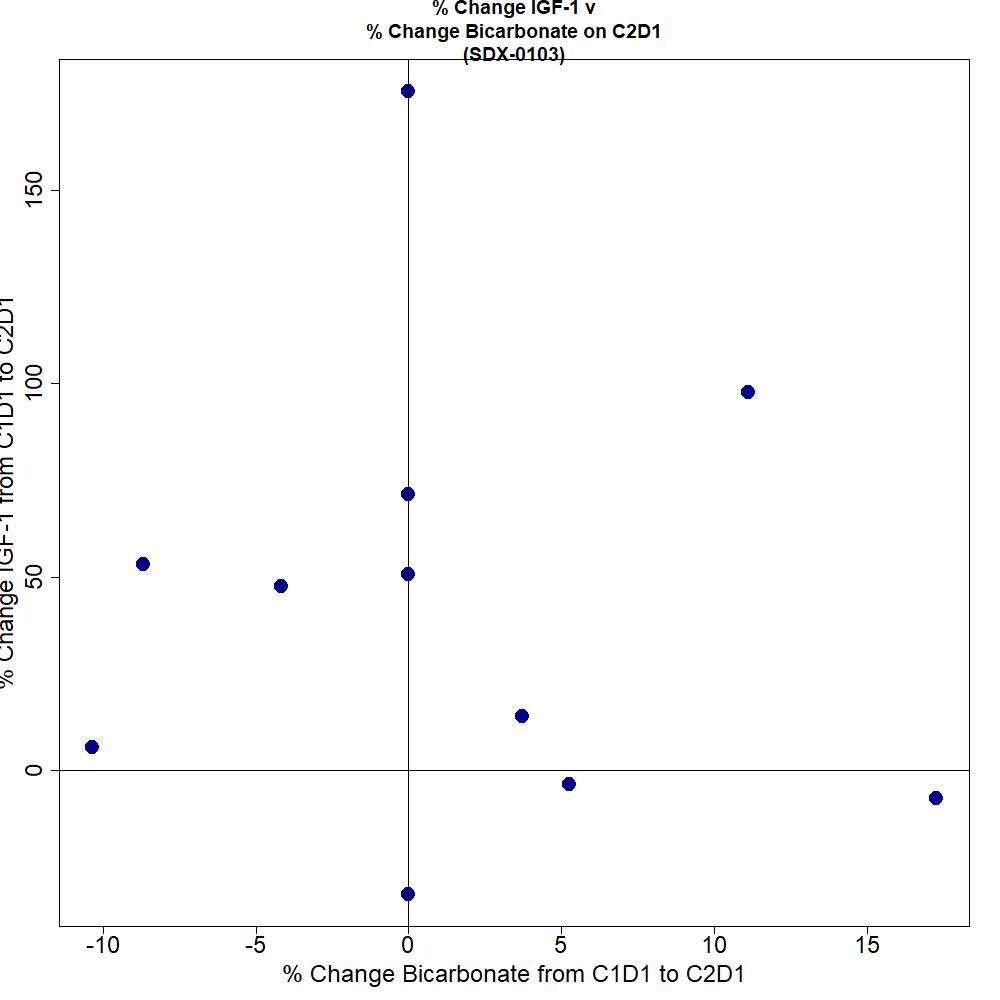 % Change IGF-1 v
% Change Bicarbonate on C2D1
(SDX-0103)
% Change IGF-1 from C1D1 to C2D1
150
100
50
0
-10
-5
0
5
10
15
% Change Bicarbonate from C1D1 to C2D1